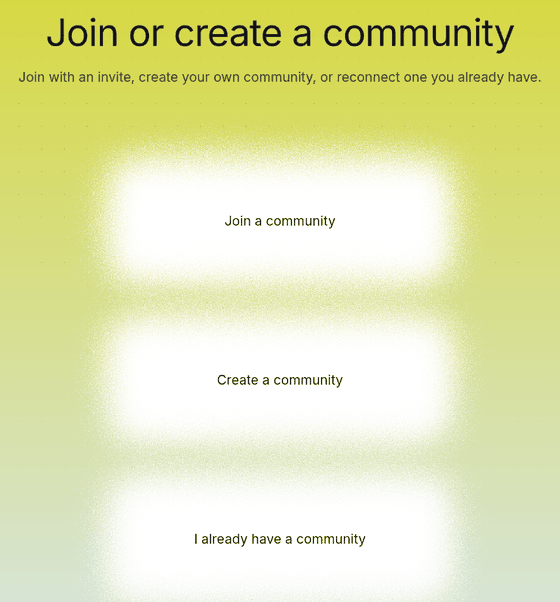 Join or create a community
Join with an invite, create your own community, or reconnect one you already have.
Join a community
Create a community
I already have a community